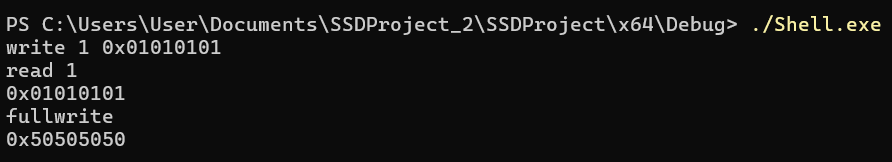 PS C:\Users\User\Documents\SSDProject_2\SSDProject\x64\Debug> ./Shell.exe
write 1 0x01010101
read 1
0x01010101
fullwrite
0x50505050